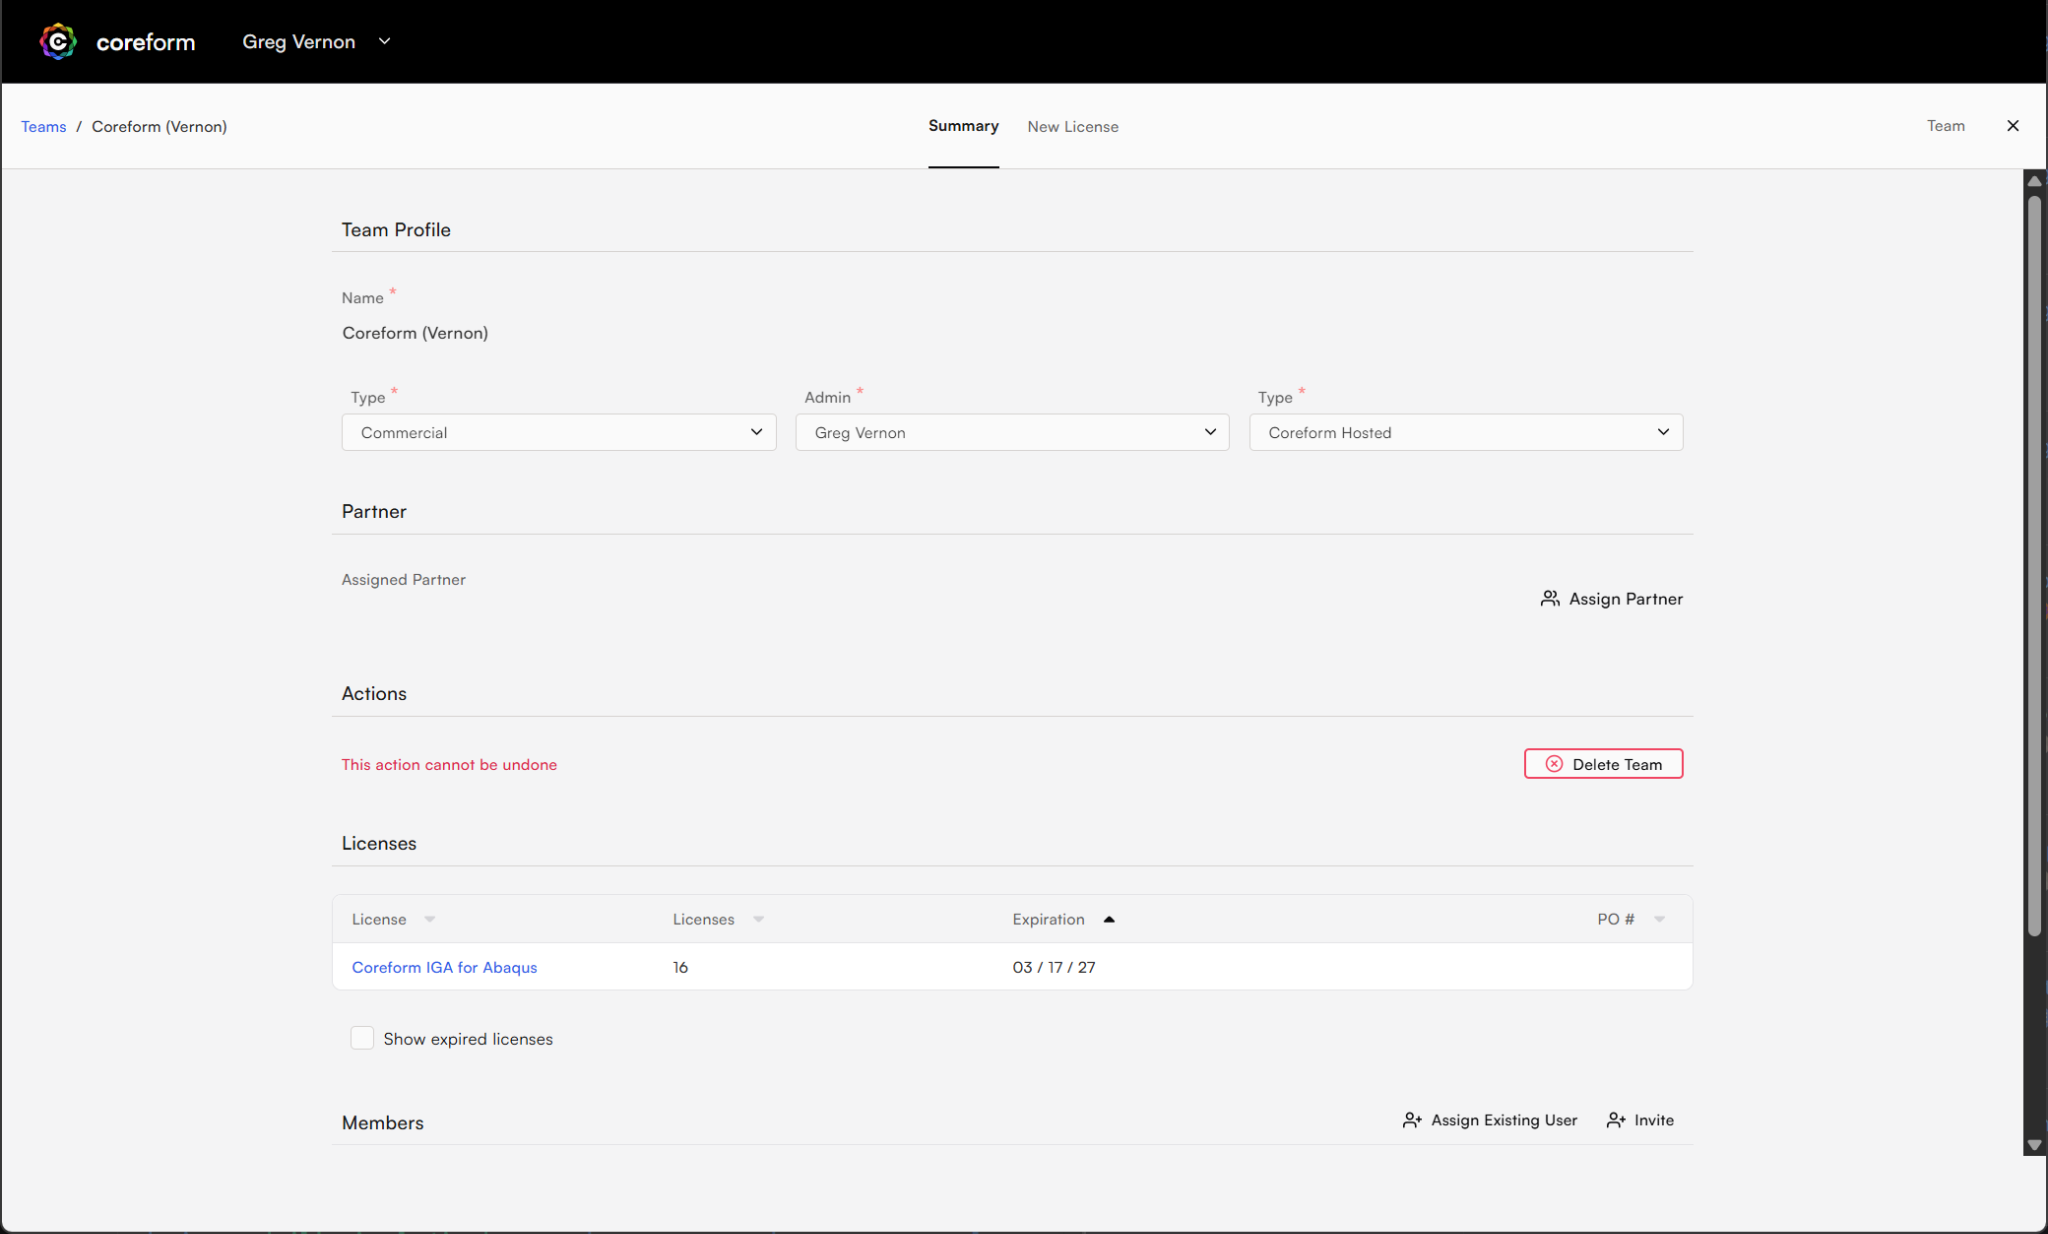 coreform Greg Vernon
Teams / Coreform (Vernon) Summary New License Team
Team Profile
Name *
Coreform (Vernon)
Type * Admin * Type *
Commercial Greg Vernon Coreform Hosted
Partner
Assigned Partner
Assign Partner
Actions
This action cannot be undone Delete Team
Licenses
License Licenses Expiration PO #
Coreform IGA for Abaqus 16 03 / 17 / 27
Show expired licenses
Members Assign Existing User Invite